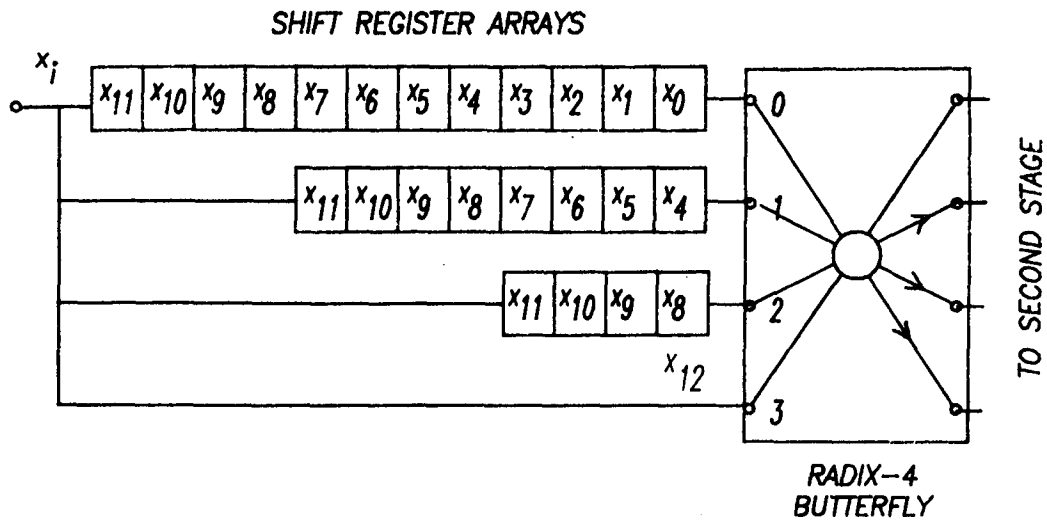 SHIFT REGISTER ARRAYS
xi
x11 x10 x9 x8 x7 x6 x5 x4 x3 x2 x1 x0
0
x11 x10 x9 x8 x7 x6 x5 x4
1
x11 x10 x9 x8
2
x12
3
TO SECOND STAGE
RADIX-4
BUTTERFLY